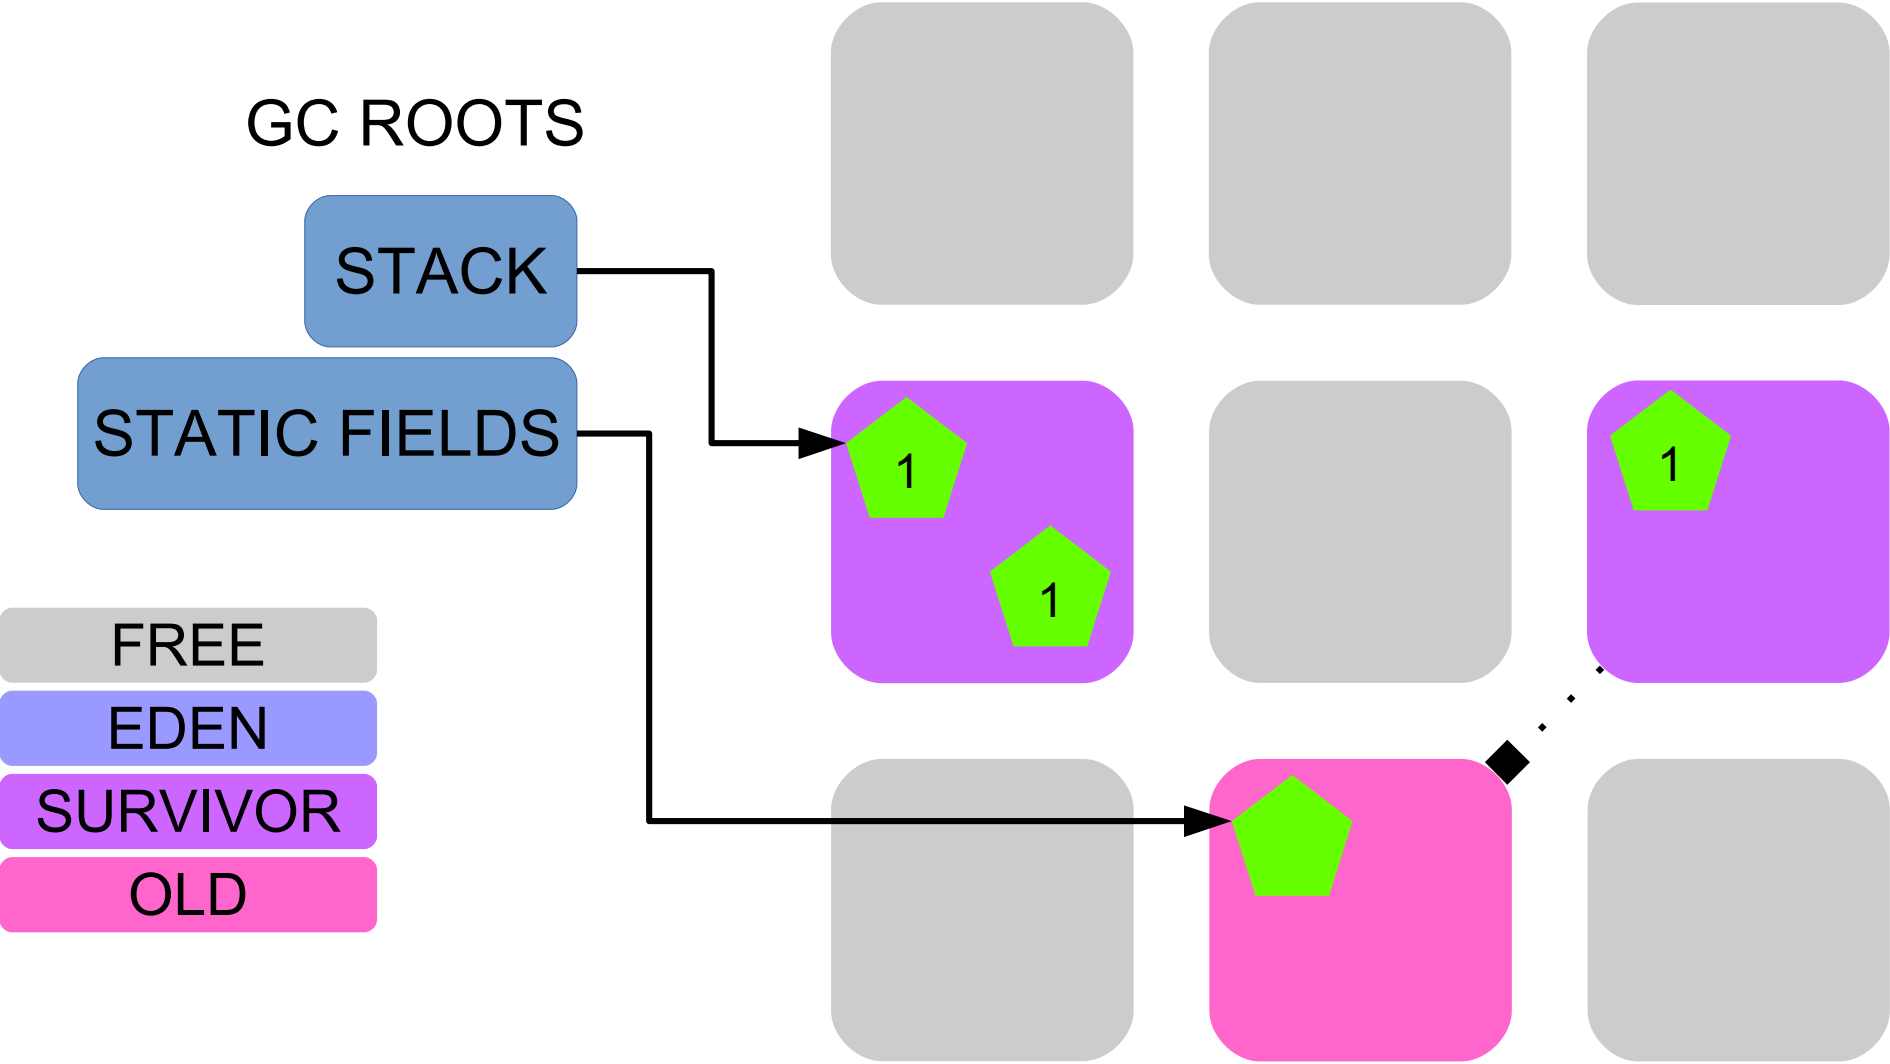 GC ROOTS
STACK
STATIC FIELDS
1
1
1
FREE
EDEN
SURVIVOR
OLD